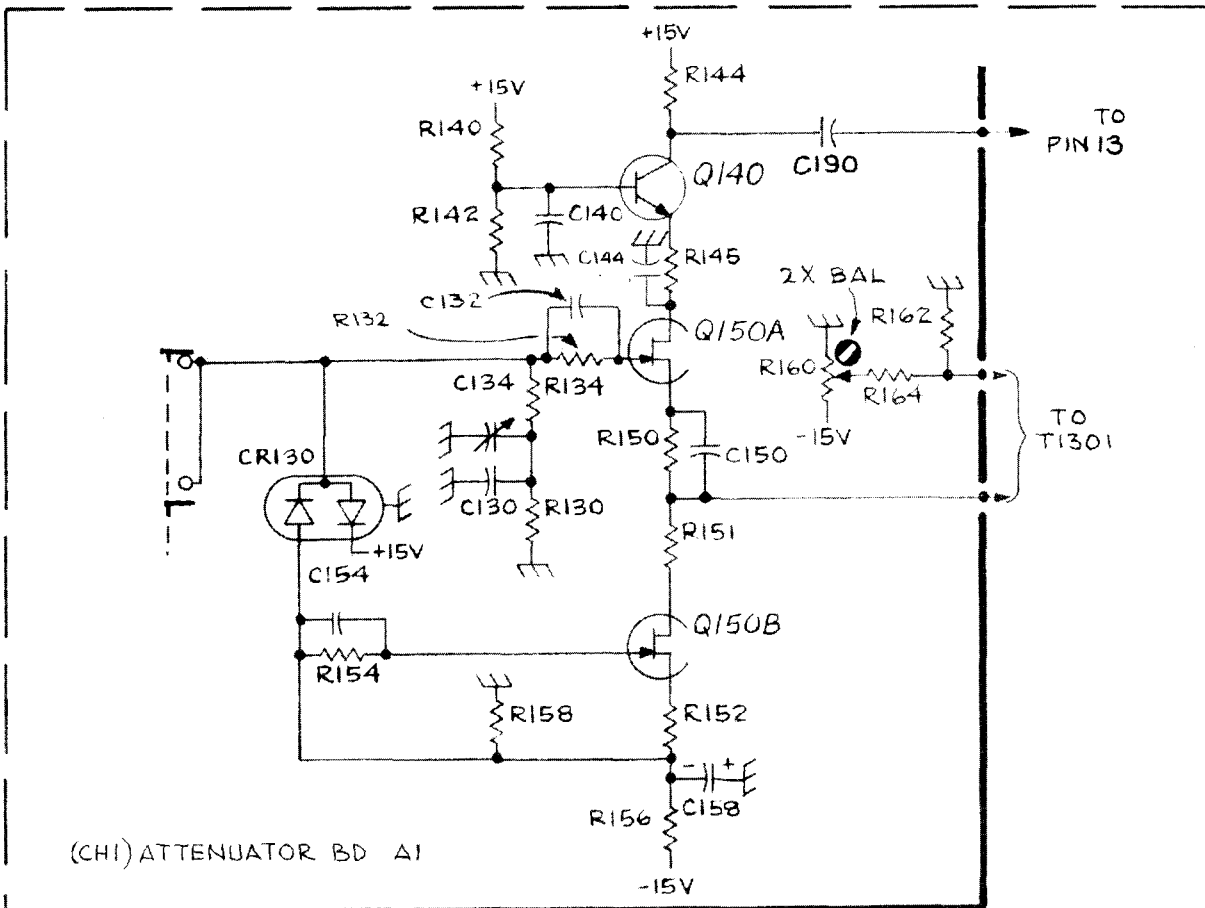 +15V
R144
+15V
R140
TO
PIN 13
C190
Q140
R142
C140
C144
R145
2X BAL
C132
R162
R132
Q150A
R160
C134
R134
R164
TO
T1301
R150
C150
-15V
CR130
C130
R130
R151
+15V
C154
Q150B
R154
R158
R152
- +
C158
R156
(CH1) ATTENUATOR BD A1
-15V